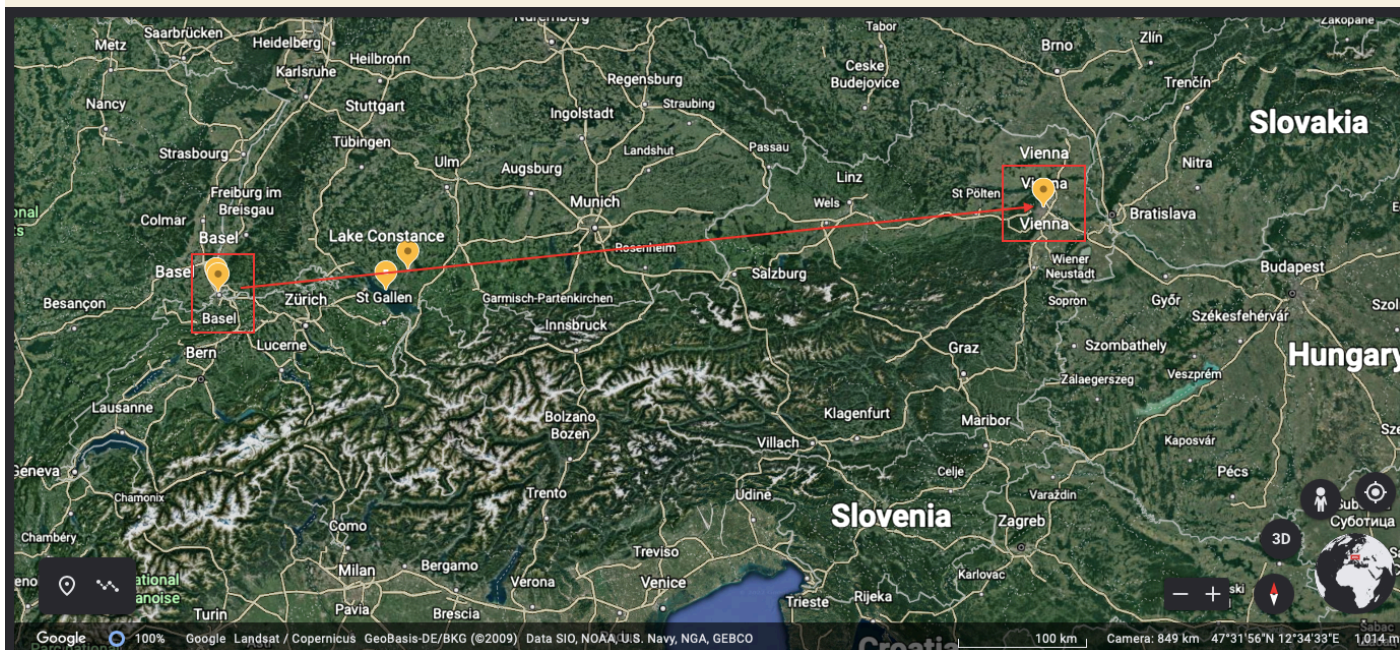 Nuremberg
Zakopane
Saarbrücken
Metz
Heidelberg
Tabor
Brno
Zlín
Heilbronn
Karlsruhe
Ceske
Budejovice
Regensburg
Trenčín
Nancy
Stuttgart
Ingolstadt
Straubing
Slovakia
Strasbourg
Tübingen
Landshut
Passau
Vienna
Ulm
Augsburg
Linz
Nitra
Vienna
Freiburg im
Breisgau
Munich
Wels
St Pölten
Colmar
Bratislava
Vienna
Basel
Lake Constance
Rosenheim
Wiener
Neustadt
Basel
Salzburg
Budapest
Besançon
Zürich
St Gallen
Garmisch-Partenkirchen
Sopron
Győr
Székesfehérvár
Basel
Innsbruck
Bern
Lucerne
Graz
Szombathely
Hungary
Zalaegerszeg
Veszprém
Lausanne
Bolzano
Bozen
Klagenfurt
Maribor
Villach
Kaposvár
Geneva
Celje
Pécs
Chamonix
Trento
Udine
Varaždin
Como
Slovenia
Zagreb
Суботица
Chambéry
Treviso
3D
Milan
Bergamo
Verona
Venice
Karlovac
Trieste
Rijeka
Turin
Pavia
Brescia
Google
100%
Google Landsat / Copernicus GeoBasis-DE/BKG (©2009) Data SIO, NOAA, U.S. Navy, NGA, GEBCO
100 km
Camera: 849 km 47°31'56"N 12°34'33"E 1,014 m
Croatia
Šabac